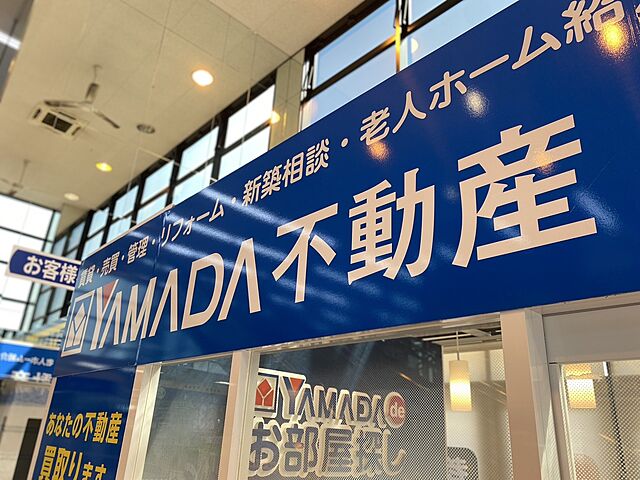 賃貸・売買・管理・リフォーム・新築相談・老人ホーム紹
YAMADA不動産
お客様
あなたの不動産
買取ります
YAMADA de
お部屋探し